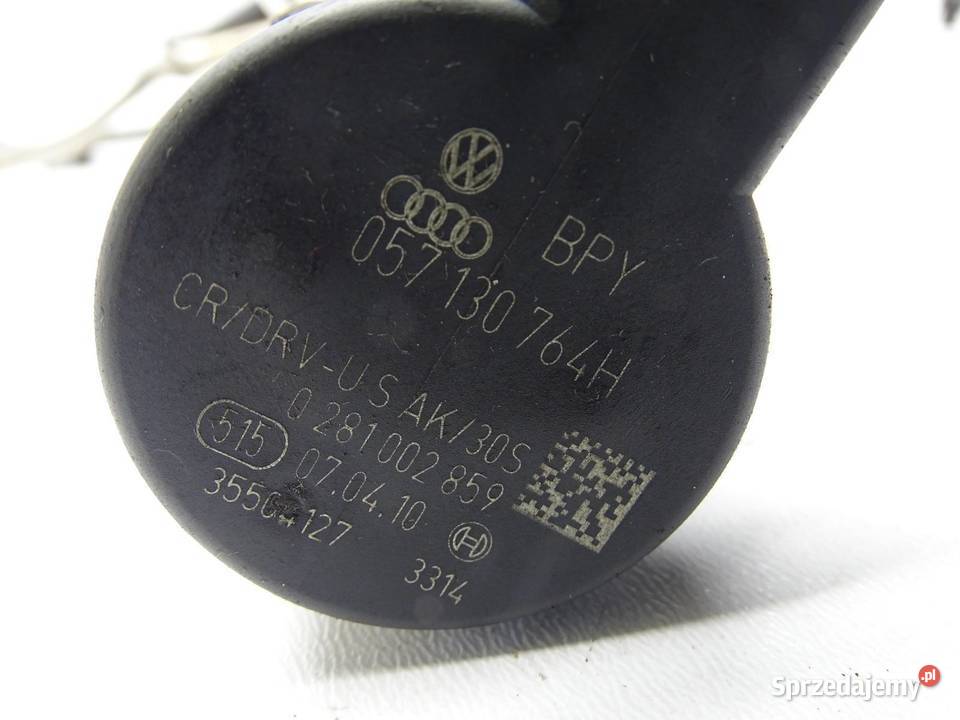 BPY
057 130 764H
CR/DRV-U S AK/30S
0 281 002 859
515 07.04.10
35504127
3314
Sprzedajemy.pl